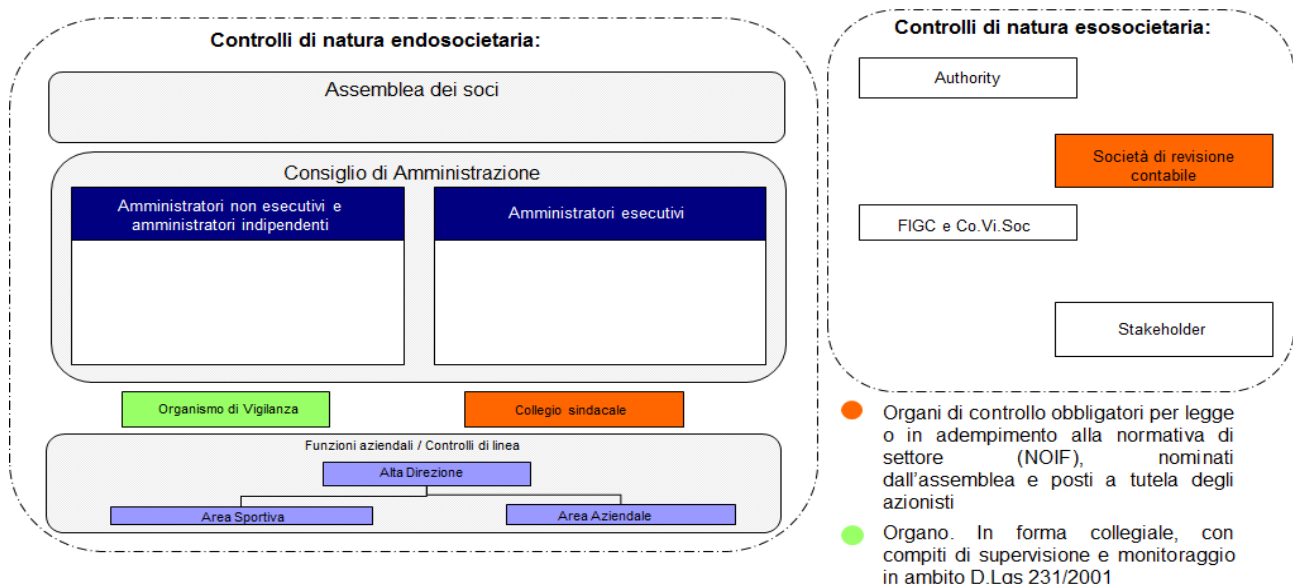 Controlli di natura endosocietaria:
Assemblea dei soci
Consiglio di Amministrazione
Amministratori non esecutivi e
amministratori indipendenti
Amministratori esecutivi
Organismo di Vigilanza
Collegio sindacale
Funzioni aziendali / Controlli di linea
Alta Direzione
Area Sportiva
Area Aziendale
Controlli di natura esosocietaria:
Authority
Società di revisione
contabile
FIGC e Co.Vi.Soc
Stakeholder
Organi di controllo obbligatori per legge
o in adempimento alla normativa di
settore (NOIF), nominati
dall'assemblea e posti a tutela degli
azionisti
Organo. In forma collegiale, con
compiti di supervisione e monitoraggio
in ambito D.Lgs 231/2001